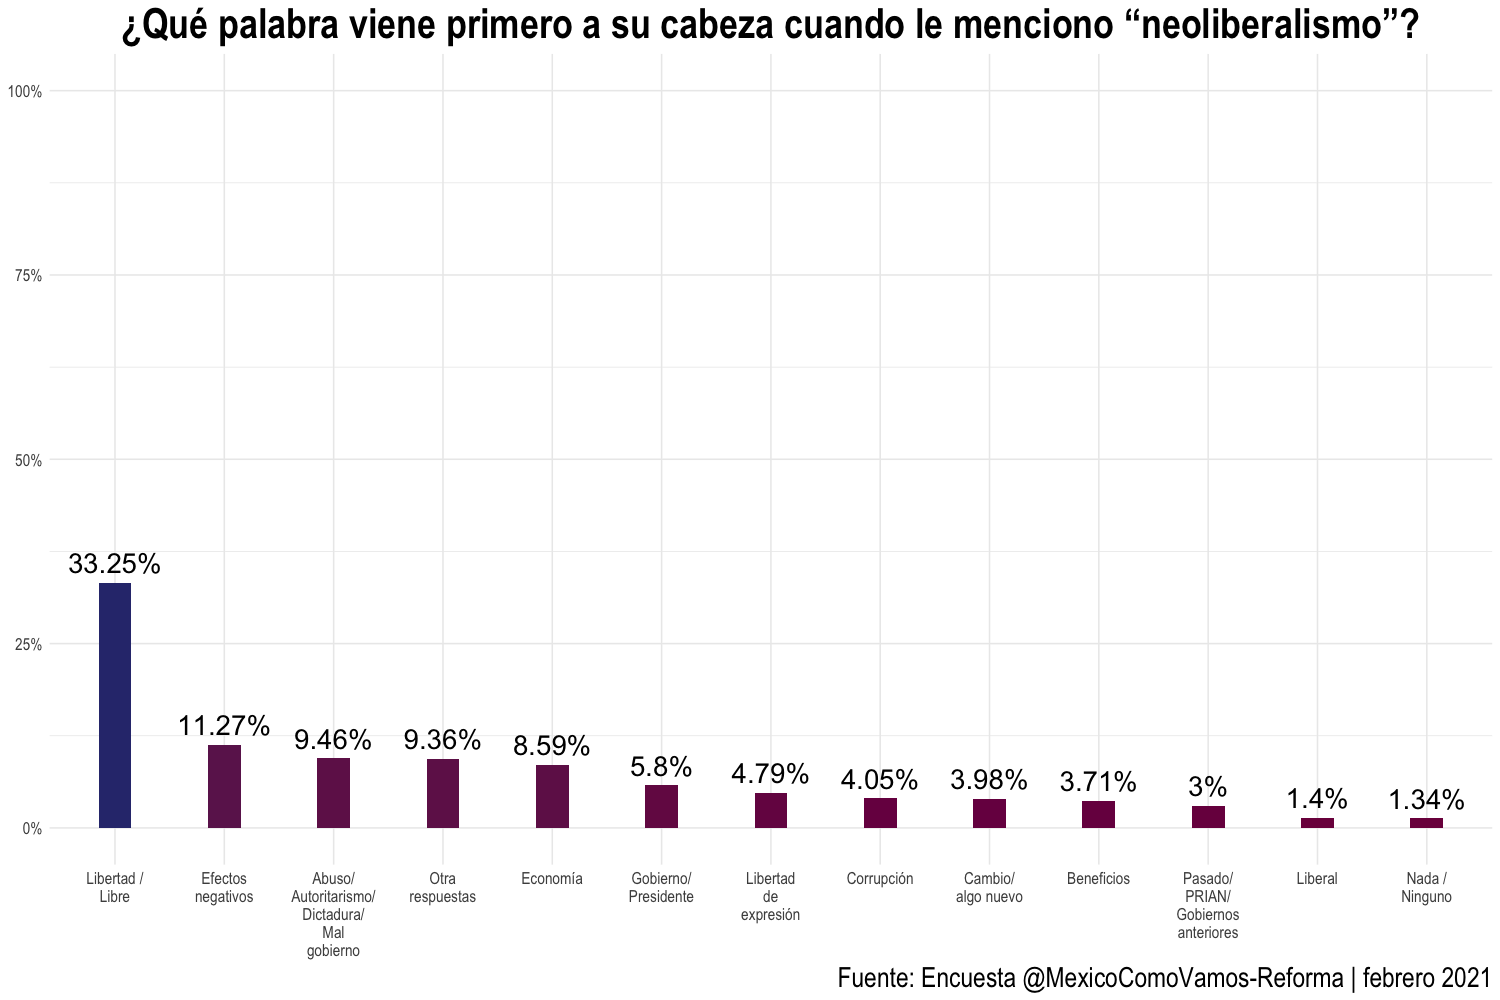 ¿Qué palabra viene primero a su cabeza cuando le menciono “neoliberalismo”?
100%
75%
50%
25%
0%
33.25%
11.27%
9.46%
9.36%
8.59%
5.8%
4.79%
4.05%
3.98%
3.71%
3%
1.4%
1.34%
Libertad /
Libre
Efectos
negativos
Abuso/
Autoritarismo/
Dictadura/
Mal
gobierno
Otra
respuestas
Economía
Gobierno/
Presidente
Libertad
de
expresión
Corrupción
Cambio/
algo nuevo
Beneficios
Pasado/
PRIAN/
Gobiernos
anteriores
Liberal
Nada /
Ninguno
Fuente: Encuesta @MexicoComoVamos-Reforma | febrero 2021